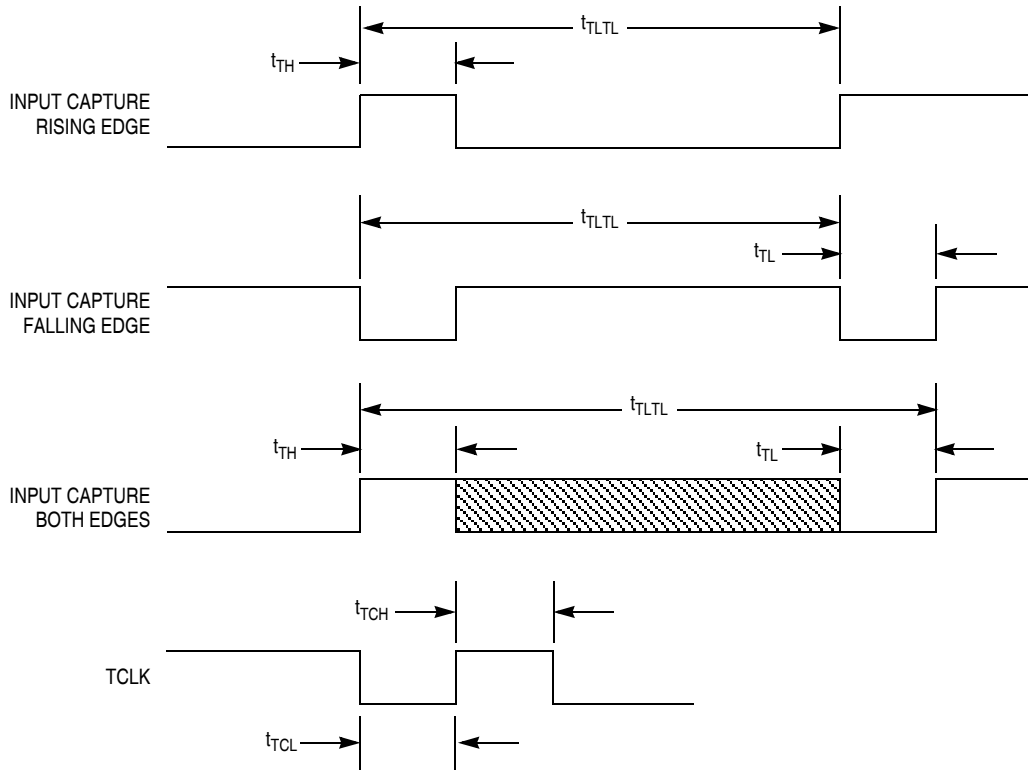 tTLTL
tTH
INPUT CAPTURE
RISING EDGE
tTLTL
tTL
INPUT CAPTURE
FALLING EDGE
tTLTL
tTH
tTL
INPUT CAPTURE
BOTH EDGES
tTCH
TCLK
tTCL